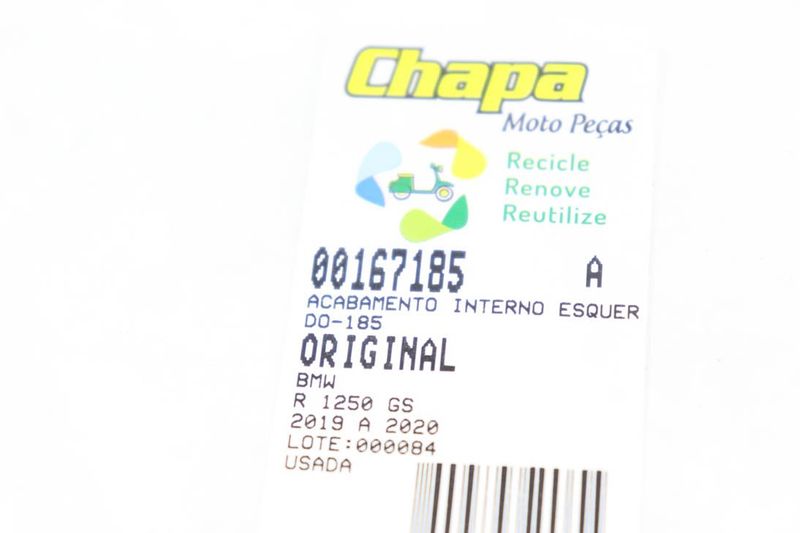 Chapa
Moto Peças
Recicle
Renove
Reutilize
00167185 A
ACABAMENTO INTERNO ESQUER
DO-185
ORIGINAL
BMW
R 1250 GS
2019 A 2020
LOTE:000084
USADA